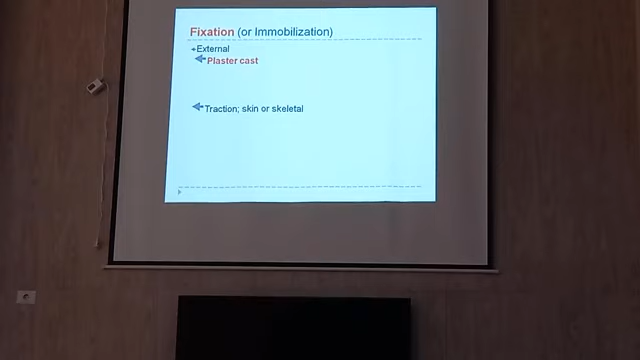 Fixation (or Immobilization)
External
Plaster cast
Traction; skin or skeletal